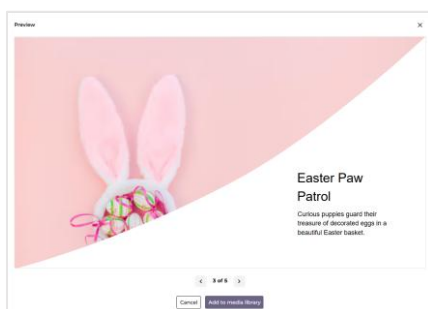 Preview
×
Easter Paw
Patrol
Curious puppies guard their
treasure of decorated eggs in a
beautiful Easter basket.
‹ 3 of 5 ›
Cancel Add to media library